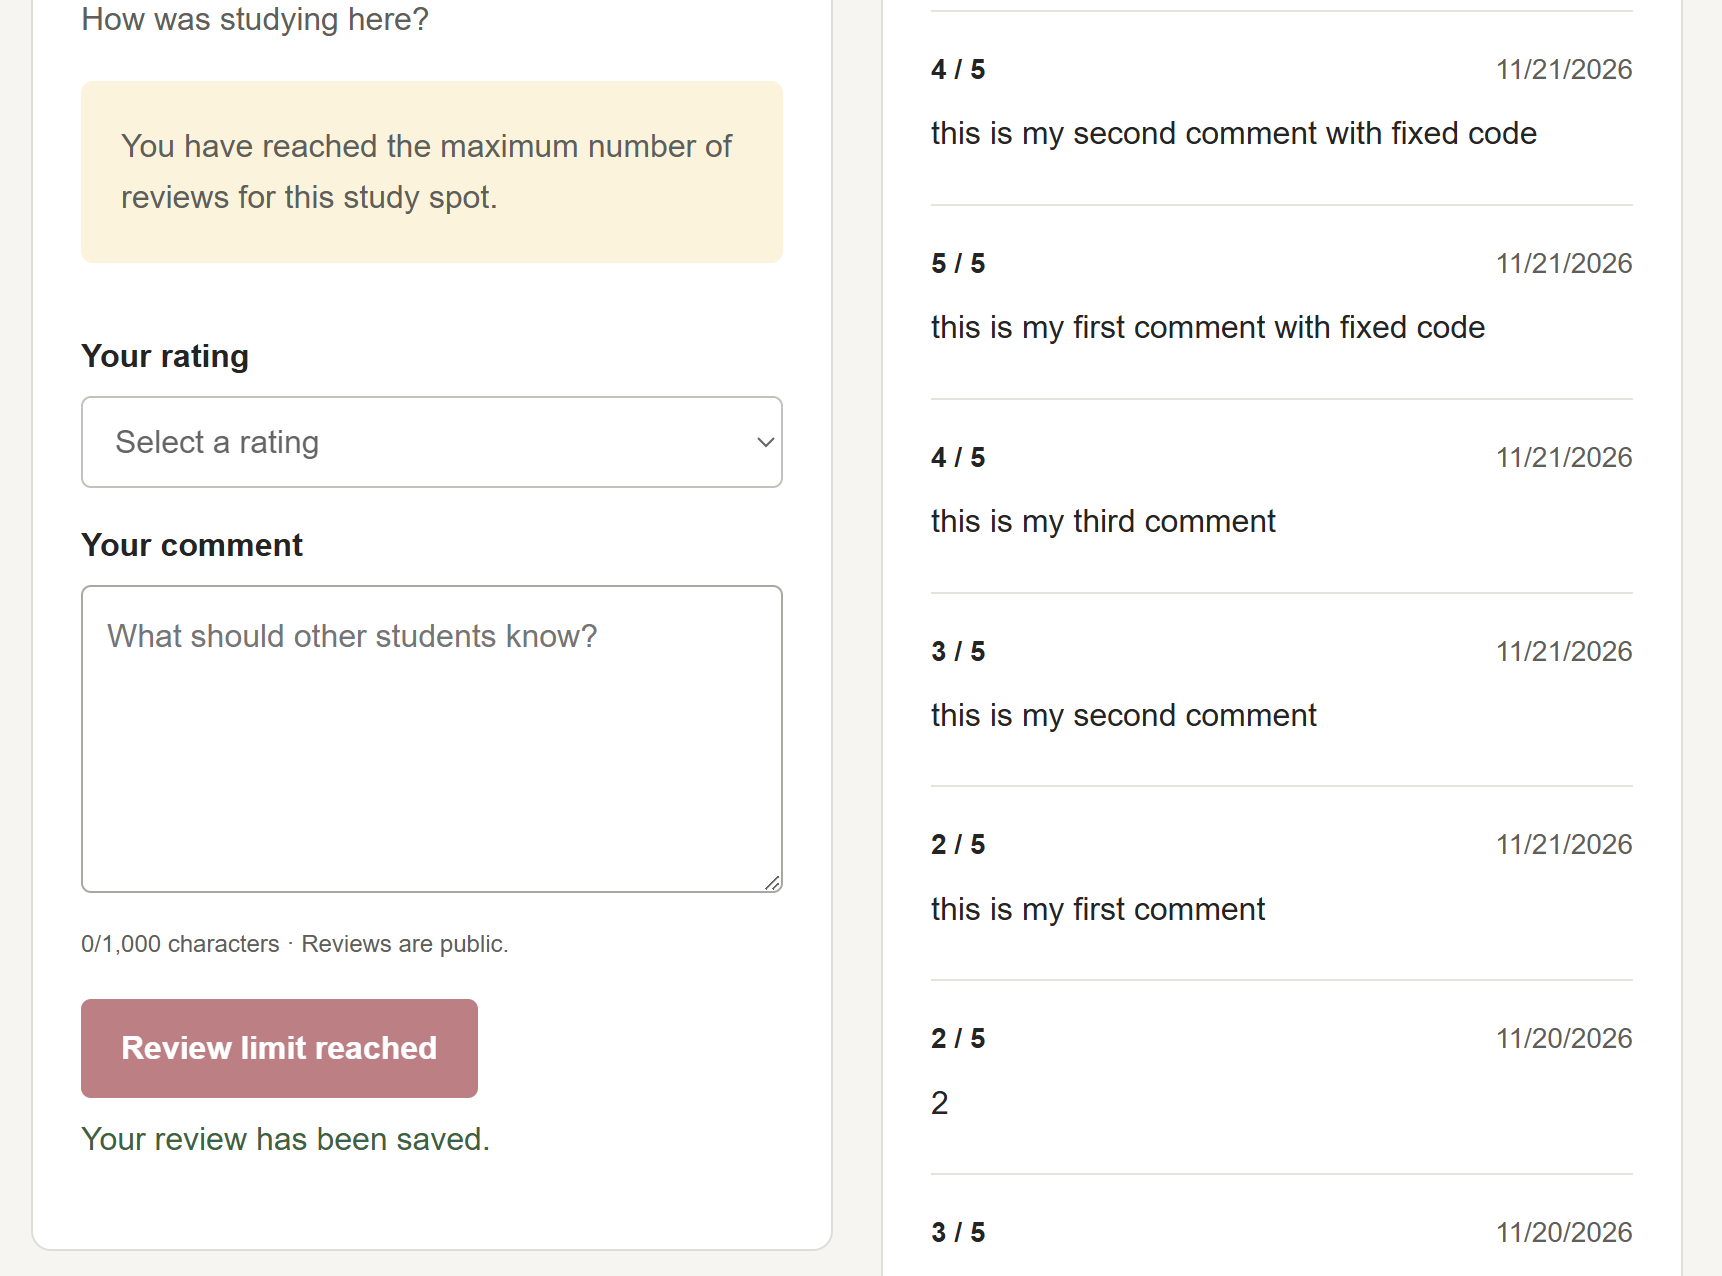 How was studying here?
You have reached the maximum number of
reviews for this study spot.
Your rating
Select a rating
Your comment
What should other students know?
0/1,000 characters · Reviews are public.
Review limit reached
Your review has been saved.
4 / 5 11/21/2026
this is my second comment with fixed code
5 / 5 11/21/2026
this is my first comment with fixed code
4 / 5 11/21/2026
this is my third comment
3 / 5 11/21/2026
this is my second comment
2 / 5 11/21/2026
this is my first comment
2 / 5 11/20/2026
2
3 / 5 11/20/2026